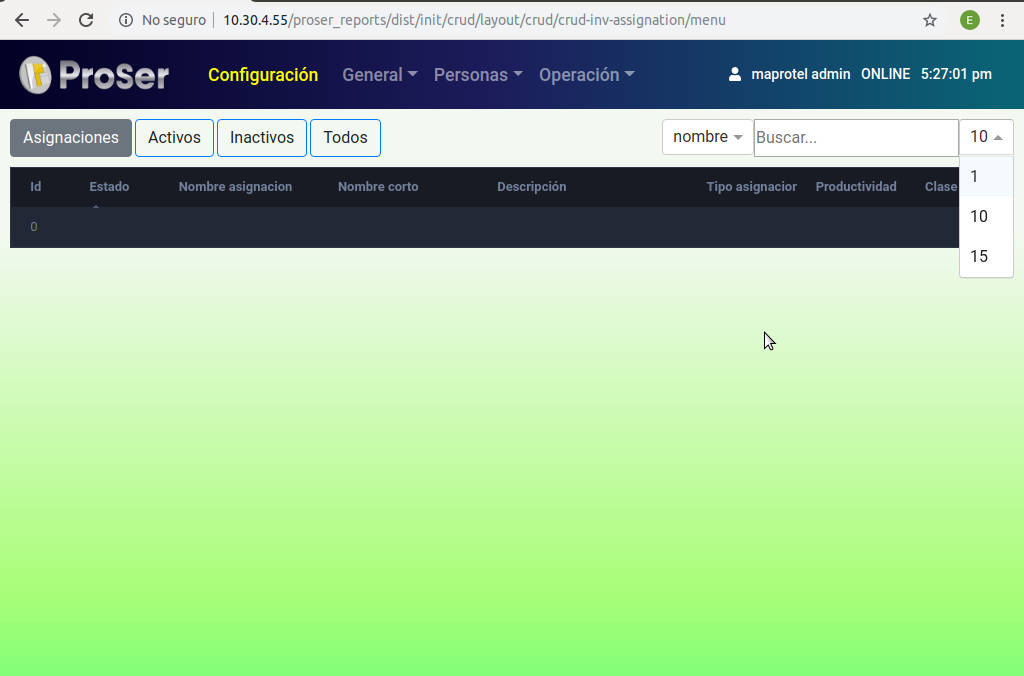 No seguro
10.30.4.55/proser_reports/dist/init/crud/layout/crud/crud-inv-assignation/menu
E
ProSer
Configuración General Personas Operación
maprotel admin ONLINE 5:27:01 pm
Asignaciones Activos Inactivos Todos
nombre Buscar... 10
Id Estado Nombre asignacion Nombre corto Descripción Tipo asignacior Productividad Clase
1
0
10
15